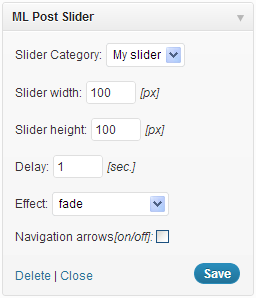 ML Post Slider
Slider Category: My slider
Slider width: 100 [px]
Slider height: 100 [px]
Delay: 1 [sec.]
Effect: fade
Navigation arrows[on/off]:
Delete | Close Save